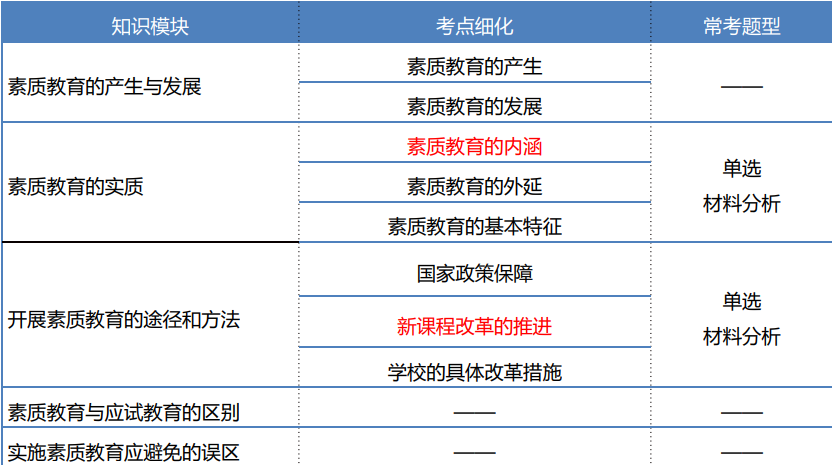 知识模块 考点细化 常考题型
素质教育的产生与发展
素质教育的产生
素质教育的发展
——
素质教育的实质
素质教育的内涵
素质教育的外延
素质教育的基本特征
单选
材料分析
开展素质教育的途径和方法
国家政策保障
新课程改革的推进
学校的具体改革措施
单选
材料分析
素质教育与应试教育的区别 —— ——
实施素质教育应避免的误区 —— ——